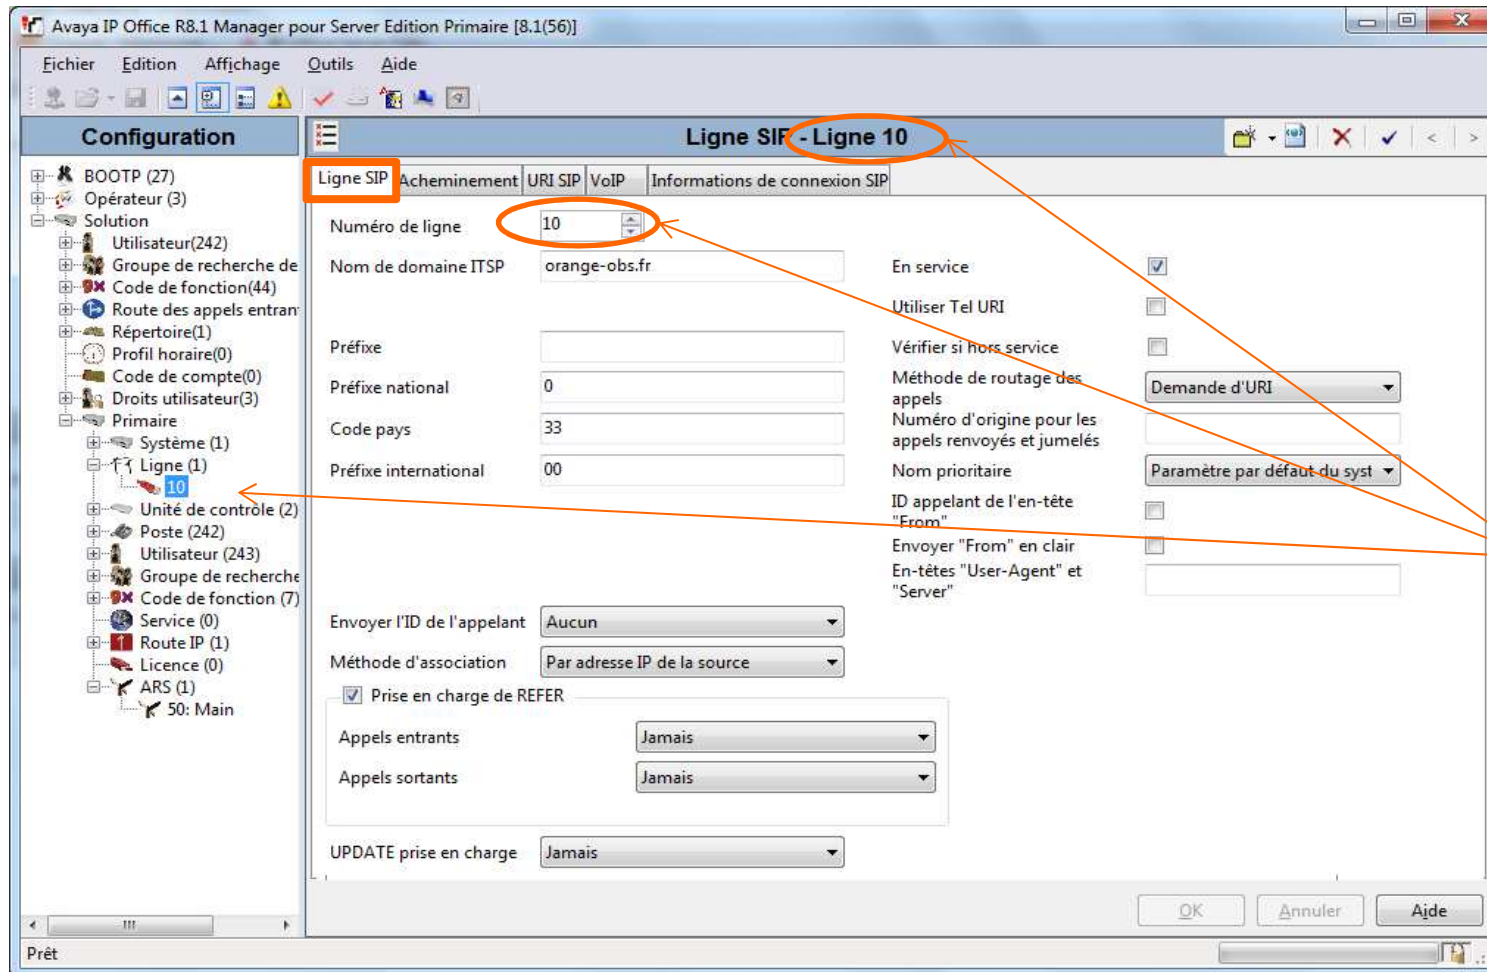 Avaya IP Office R8.1 Manager pour Server Edition Primaire [8.1(56)]
Fichier Edition Affichage Outils Aide
Configuration
Ligne SIP - Ligne 10
BOOTP (27)
Opérateur (3)
Solution
Utilisateur(242)
Groupe de recherche de
Code de fonction(44)
Route des appels entran
Répertoire(1)
Profil horaire(0)
Code de compte(0)
Droits utilisateur(3)
Primaire
Système (1)
Ligne (1)
10
Unité de contrôle (2)
Poste (242)
Utilisateur (243)
Groupe de recherche
Code de fonction (7)
Service (0)
Route IP (1)
Licence (0)
ARS (1)
50: Main
Ligne SIP Acheminement URI SIP VoIP Informations de connexion SIP
Numéro de ligne 10
Nom de domaine ITSP orange-obs.fr
Préfixe
Préfixe national 0
Code pays 33
Préfixe international 00
En service
Utiliser Tel URI
Vérifier si hors service
Méthode de routage des
appels
Demande d'URI
Numéro d'origine pour les
appels renvoyés et jumelés
Nom prioritaire Paramètre par défaut du syst
ID appelant de l'en-tête
"From"
Envoyer "From" en clair
En-têtes "User-Agent" et
"Server"
Envoyer l'ID de l'appelant Aucun
Méthode d'association Par adresse IP de la source
Prise en charge de REFER
Appels entrants Jamais
Appels sortants Jamais
UPDATE prise en charge Jamais
OK Annuler Aide
Prêt